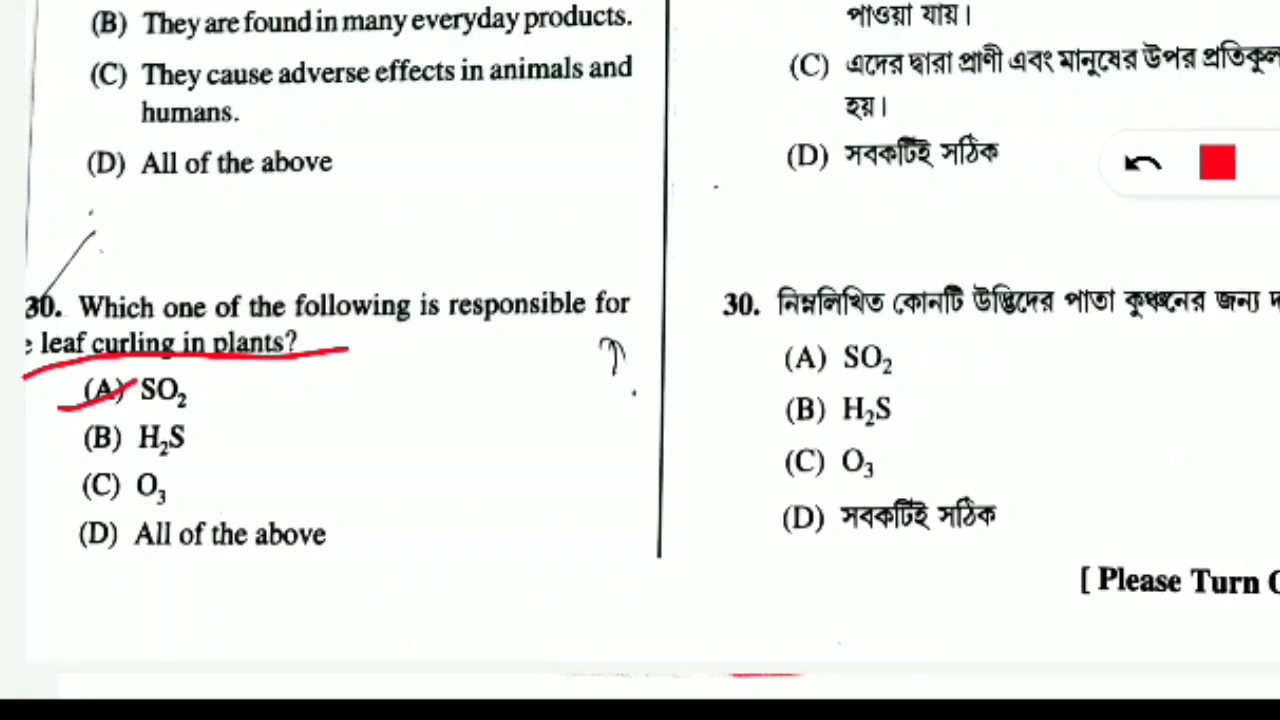 (B) They are found in many everyday products.
(C) They cause adverse effects in animals and
humans.
(D) All of the above
30. Which one of the following is responsible for
leaf curling in plants?
(A) SO₂
(B) H₂S
(C) O₃
(D) All of the above
পাওয়া যায়।
(C) এদের দ্বারা প্রাণী এবং মানুষের উপর প্রতিকূল
হয়।
(D) সবকটিই সঠিক
30. নিম্নলিখিত কোনটি উদ্ভিদের পাতা কুঞ্চনের জন্য
(A) SO₂
(B) H₂S
(C) O₃
(D) সবকটিই সঠিক
[ Please Turn